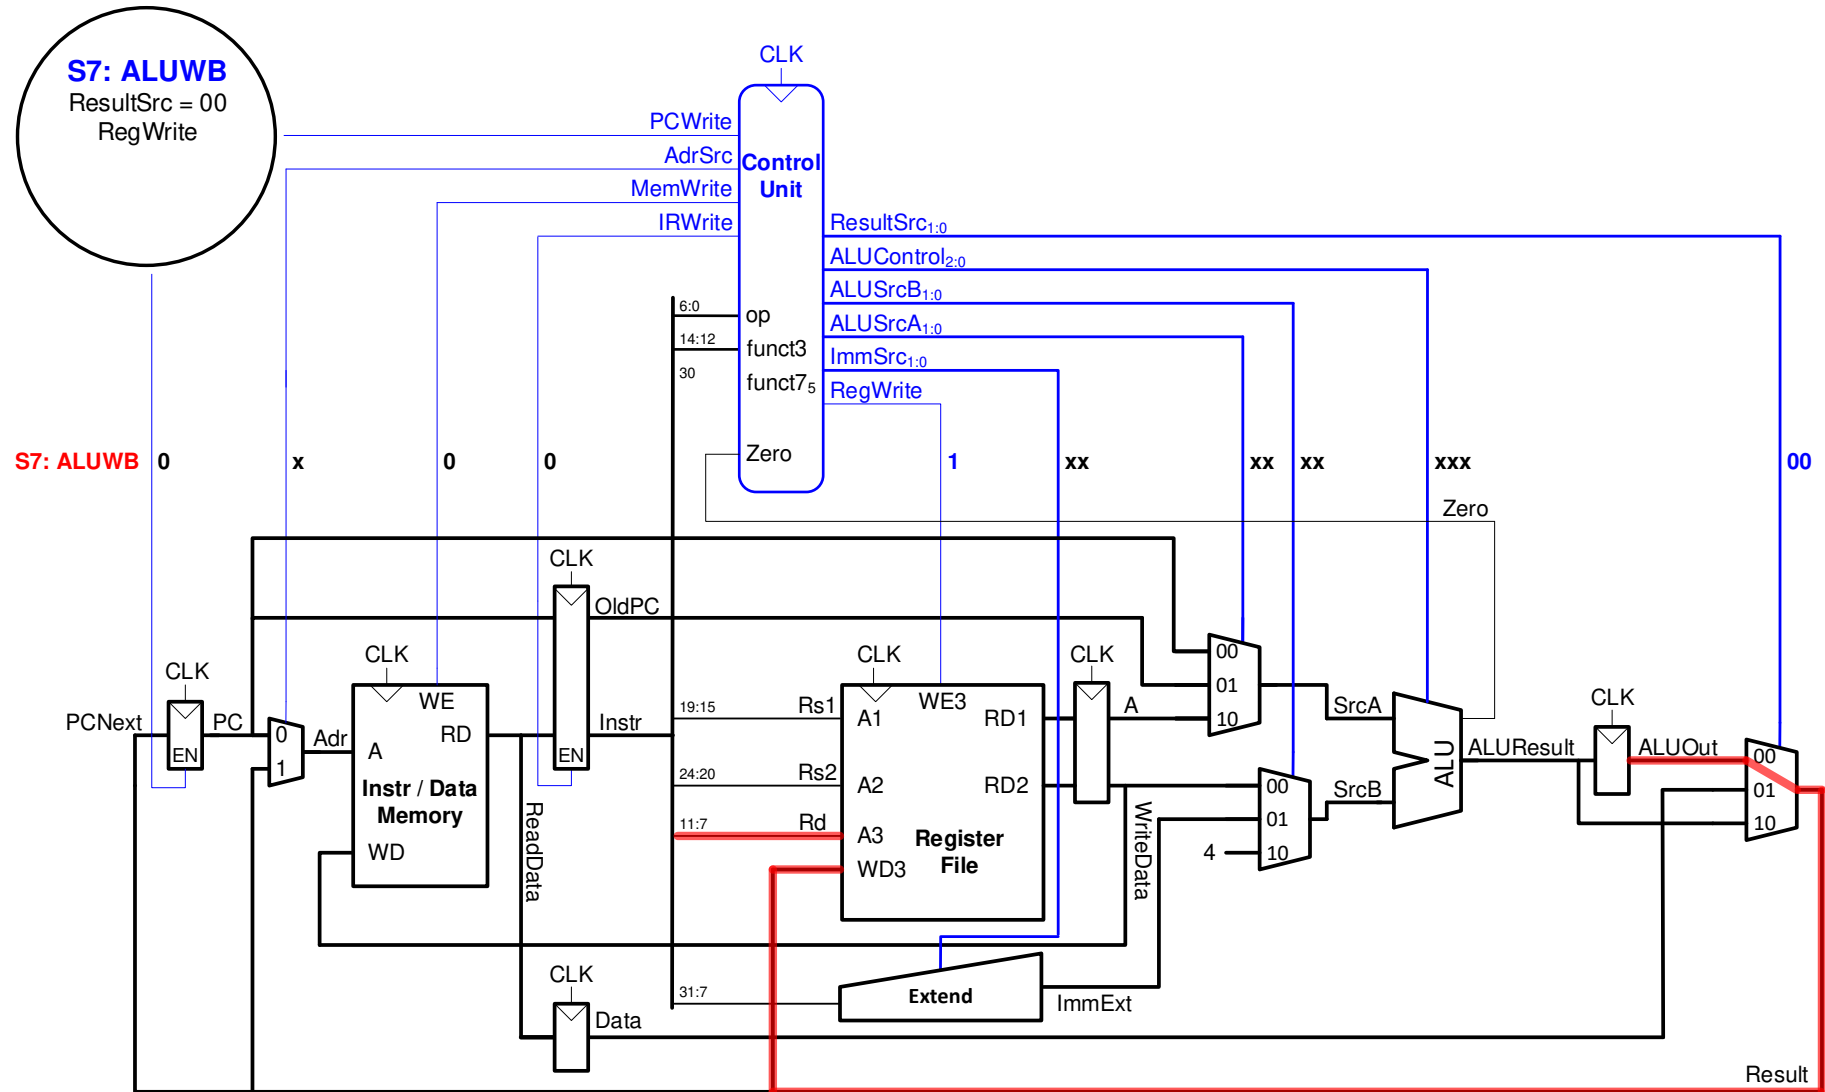 S7: ALUWB
ResultSrc = 00
RegWrite
CLK
PCWrite
AdrSrc
MemWrite
IRWrite
Control
Unit
ResultSrc1:0
ALUControl2:0
ALUSrcB1:0
ALUSrcA1:0
ImmSrc1:0
RegWrite
6:0
op
14:12
funct3
30
funct75
Zero
S7: ALUWB
0
x
0
0
1
xx
xx
xx
xxx
00
Zero
CLK
OldPC
CLK
CLK
CLK
CLK
CLK
PCNext
PC
EN
0
1
Adr
WE
RD
A
Instr / Data
Memory
WD
ReadData
EN
Instr
19:15
Rs1
24:20
Rs2
11:7
Rd
A1
A2
A3
WD3
WE3
RD1
RD2
Register
File
A
WriteData
00
01
10
00
01
10
4
SrcA
SrcB
ALU
ALUResult
ALUOut
00
01
10
31:7
Extend
ImmExt
CLK
Data
Result